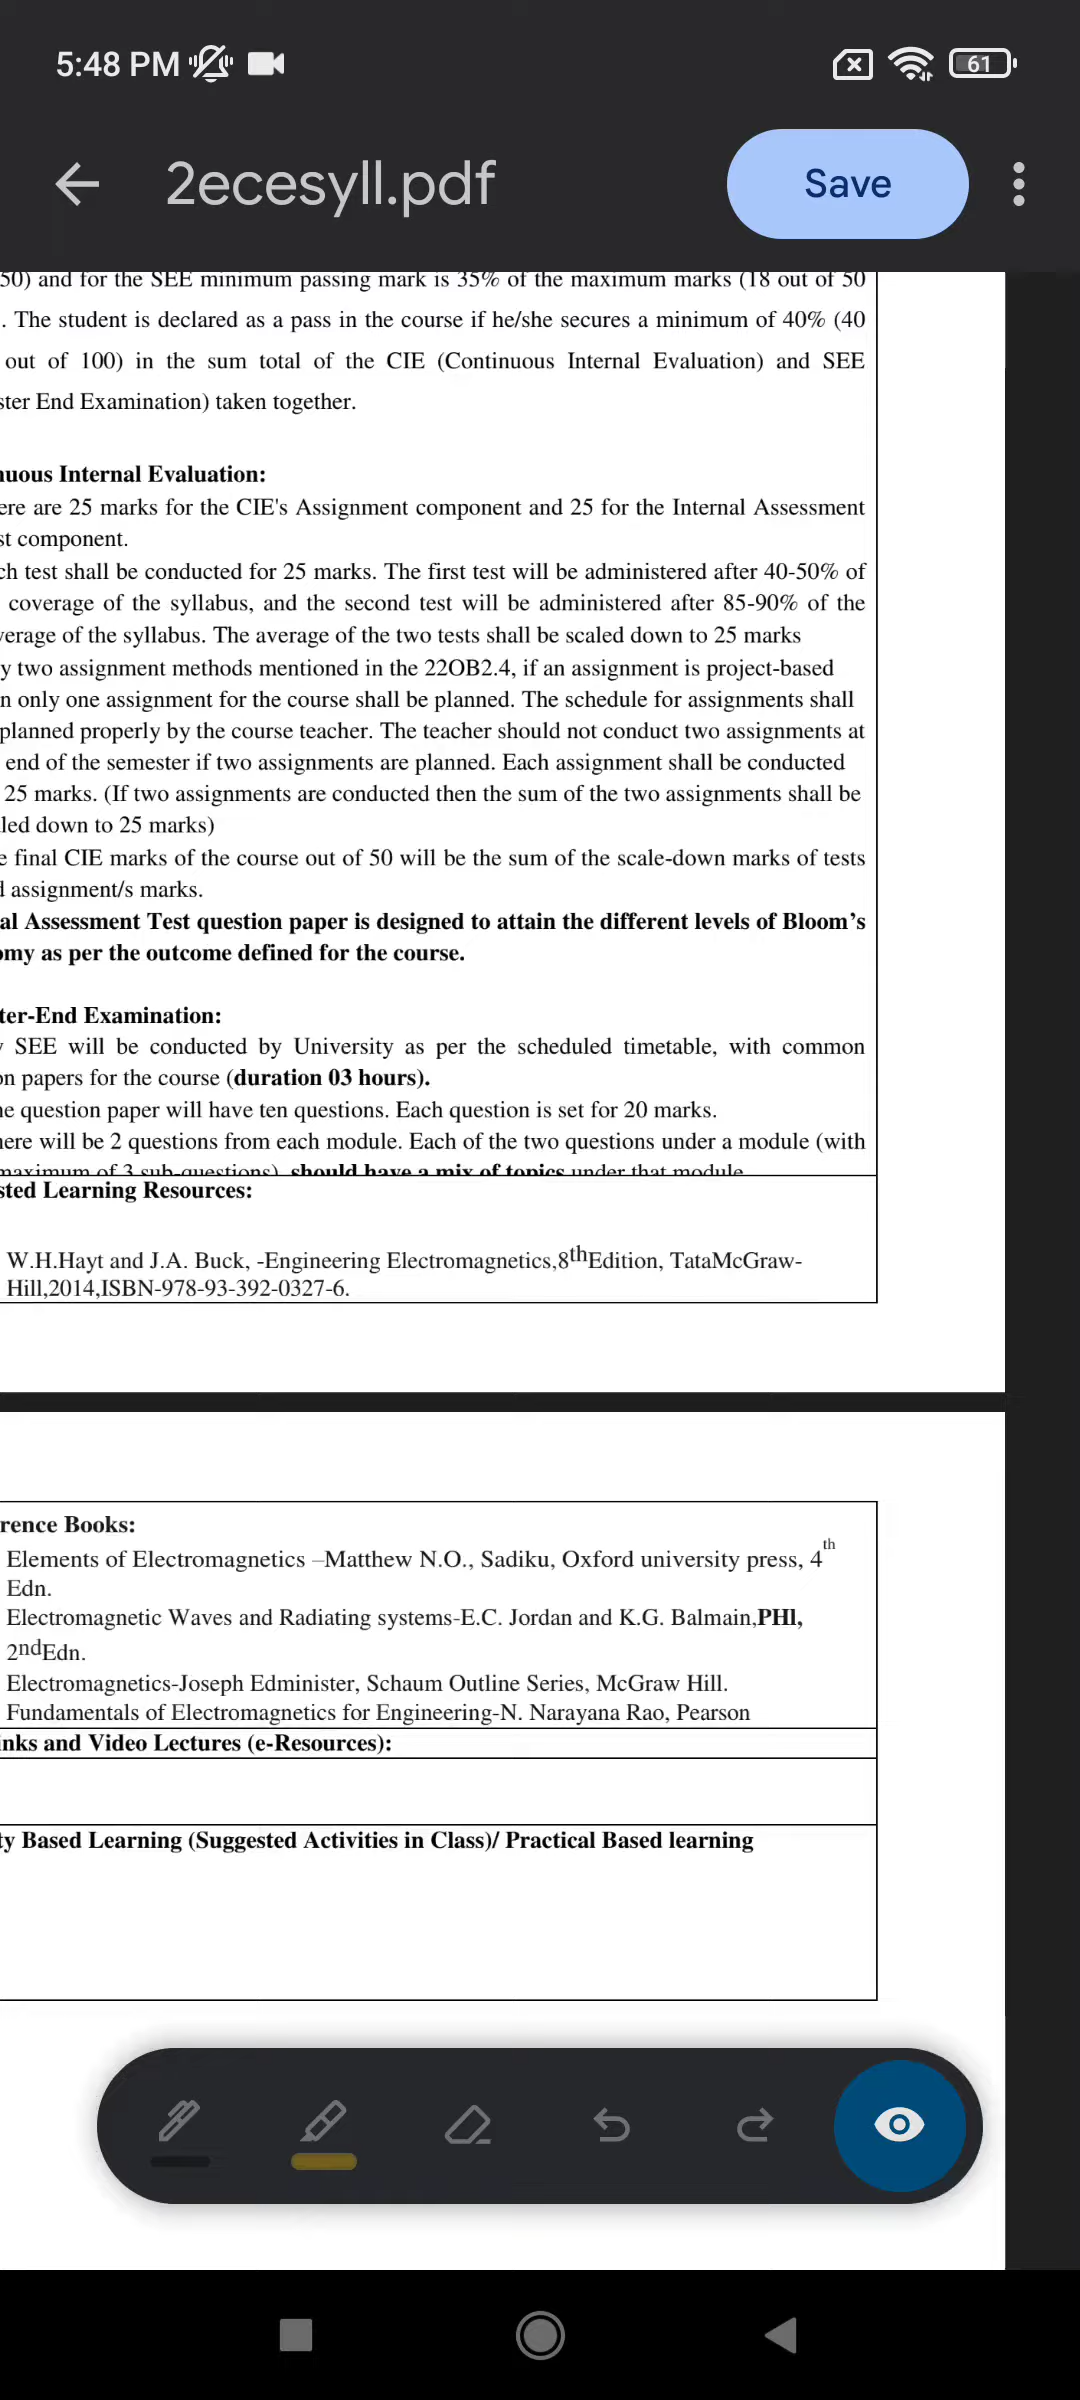 5:48 PM
61
2ecesyll.pdf
Save
50) and for the SEE minimum passing mark is 35% of the maximum marks (18 out of 50
. The student is declared as a pass in the course if he/she secures a minimum of 40% (40
out of 100) in the sum total of the CIE (Continuous Internal Evaluation) and SEE
ster End Examination) taken together.
nuous Internal Evaluation:
ere are 25 marks for the CIE's Assignment component and 25 for the Internal Assessment
st component.
ch test shall be conducted for 25 marks. The first test will be administered after 40-50% of
coverage of the syllabus, and the second test will be administered after 85-90% of the
verage of the syllabus. The average of the two tests shall be scaled down to 25 marks
y two assignment methods mentioned in the 22OB2.4, if an assignment is project-based
n only one assignment for the course shall be planned. The schedule for assignments shall
planned properly by the course teacher. The teacher should not conduct two assignments at
end of the semester if two assignments are planned. Each assignment shall be conducted
25 marks. (If two assignments are conducted then the sum of the two assignments shall be
led down to 25 marks)
e final CIE marks of the course out of 50 will be the sum of the scale-down marks of tests
d assignment/s marks.
al Assessment Test question paper is designed to attain the different levels of Bloom’s
omy as per the outcome defined for the course.
ter-End Examination:
y SEE will be conducted by University as per the scheduled timetable, with common
on papers for the course (duration 03 hours).
ne question paper will have ten questions. Each question is set for 20 marks.
here will be 2 questions from each module. Each of the two questions under a module (with
maximum of 3 sub-questions), should have a mix of topics under that module.
sted Learning Resources:
W.H.Hayt and J.A. Buck, -Engineering Electromagnetics,8thEdition, TataMcGraw-
Hill,2014,ISBN-978-93-392-0327-6.
rence Books:
Elements of Electromagnetics –Matthew N.O., Sadiku, Oxford university press, 4th
Edn.
Electromagnetic Waves and Radiating systems-E.C. Jordan and K.G. Balmain,PHl,
2ndEdn.
Electromagnetics-Joseph Edminister, Schaum Outline Series, McGraw Hill.
Fundamentals of Electromagnetics for Engineering-N. Narayana Rao, Pearson
inks and Video Lectures (e-Resources):
ty Based Learning (Suggested Activities in Class)/ Practical Based learning